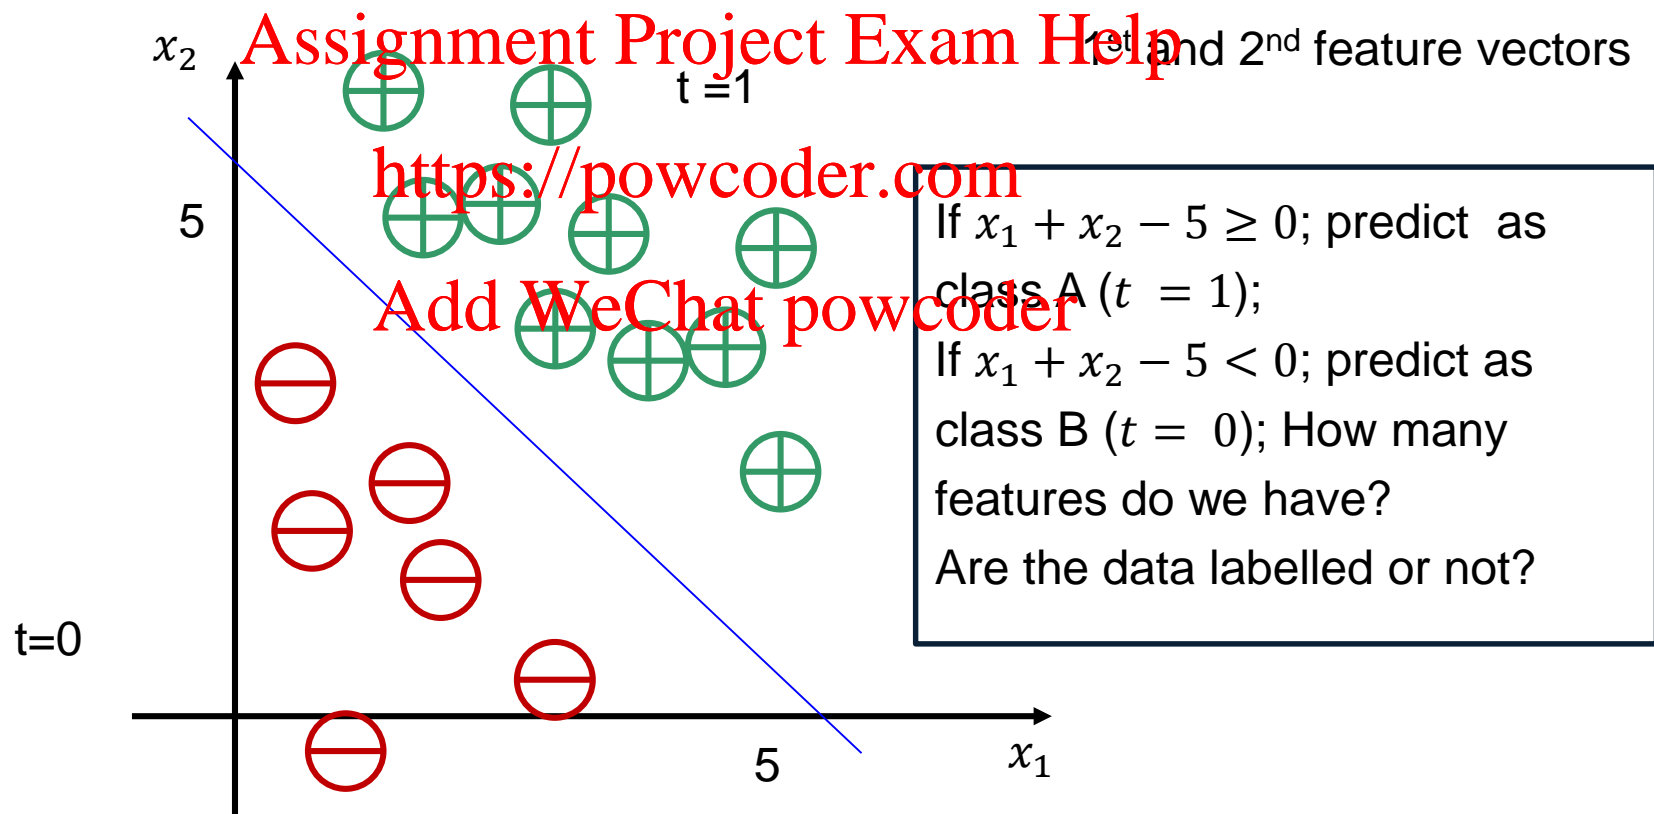 x₂
Assignment Project Exam Help
1st and 2nd feature vectors
t =1
https://powcoder.com
5
If x₁ + x₂ − 5 ≥ 0; predict as
class A (t = 1);
Add WeChat powcoder
If x₁ + x₂ − 5 < 0; predict as
class B (t = 0); How many
features do we have?
Are the data labelled or not?
t=0
5
x₁